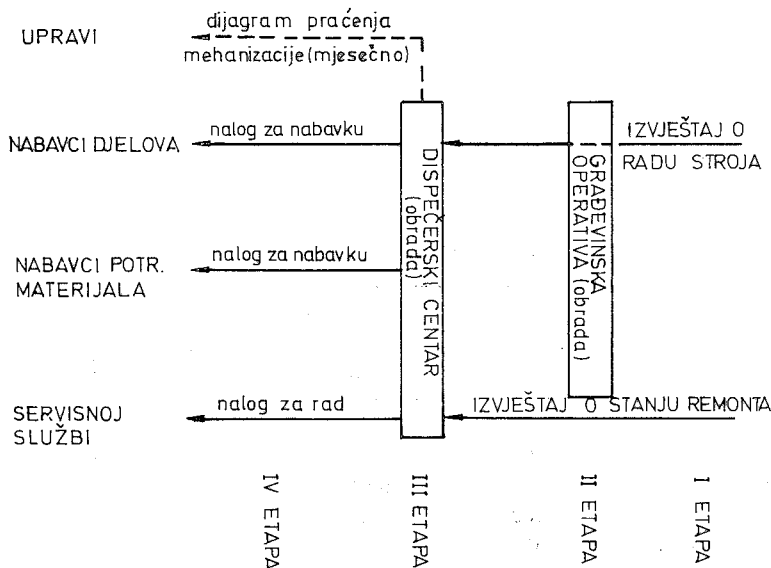 UPRAVI
dijagram praćenja
mehanizacije(mjesečno)
NABAVCI DJELOVA
nalog za nabavku
IZVJEŠTAJ O
RADU STROJA
DISPEČERSKI CENTAR
(obrada)
GRAĐEVINSKA
OPERATIVA (obrada)
NABAVCI POTR.
MATERIJALA
nalog za nabavku
SERVISNOJ
SLUŽBI
nalog za rad
IZVJEŠTAJ O STANJU REMONTA
IV ETAPA
III ETAPA
II ETAPA
I ETAPA